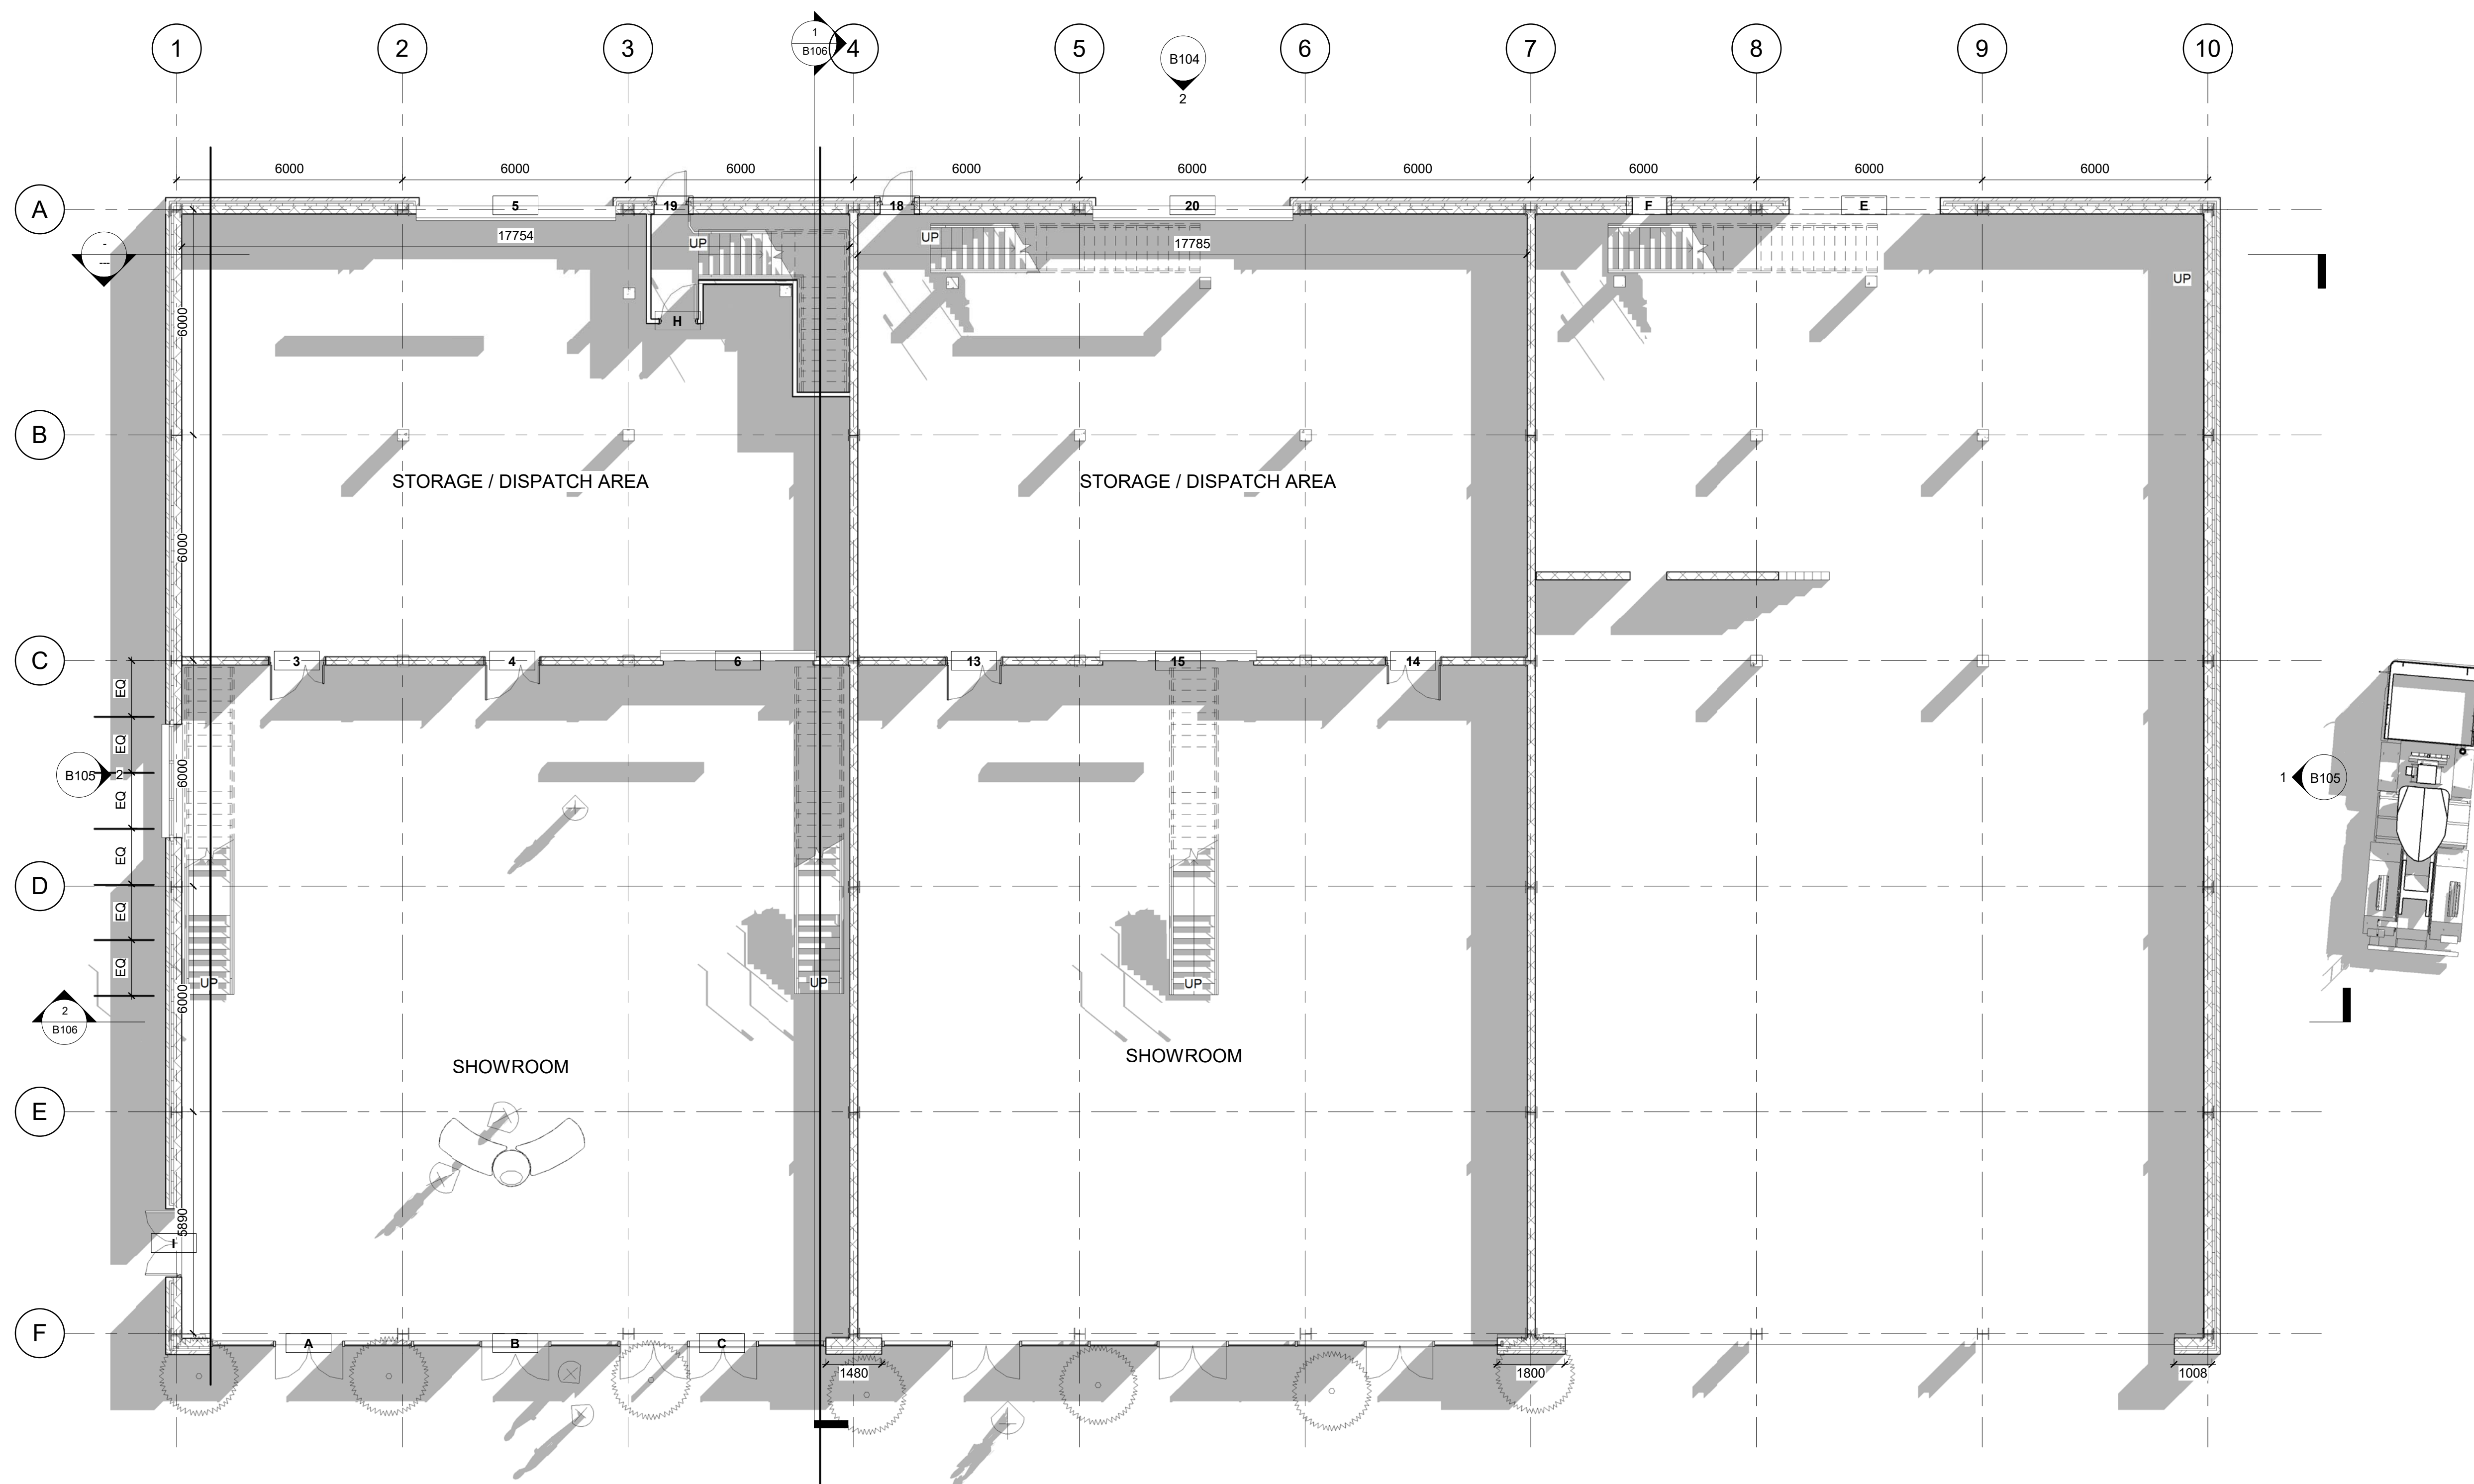 1
2
3
1
B106
4
5
B104
2
6
7
8
9
10
6000
6000
6000
6000
6000
6000
6000
6000
6000
A
5
19
18
20
F
E
17754
UP
UP
17785
-
---
UP
6000
H
B
STORAGE / DISPATCH AREA
STORAGE / DISPATCH AREA
6000
C
3
4
6
13
15
14
EQ
EQ
B105
2
6000
1
B105
EQ
EQ
D
EQ
EQ
UP
UP
UP
6000
2
B106
SHOWROOM
SHOWROOM
E
5890
I
F
A
B
C
1480
1800
1008